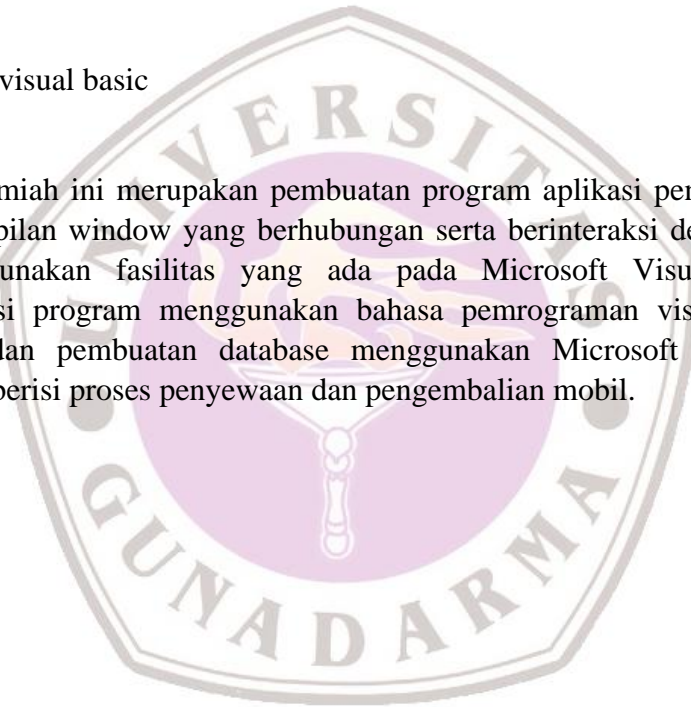 visual basic
miah ini merupakan pembuatan program aplikasi per
pilan window yang berhubungan serta berinteraksi de
unakan fasilitas yang ada pada Microsoft Visu
si program menggunakan bahasa pemrograman vis
dan pembuatan database menggunakan Microsoft
berisi proses penyewaan dan pengembalian mobil.
UNIVERSITAS
GUNADARMA